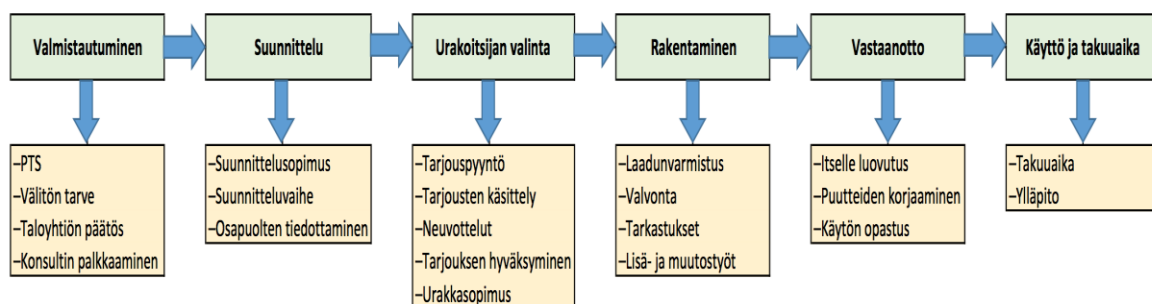 Valmistautuminen
Suunnittelu
Urakoitsijan valinta
Rakentaminen
Vastaanotto
Käyttö ja takuuaika
–PTS
–Välitön tarve
–Taloyhtiön päätös
–Konsultin palkkaaminen
–Suunnittelusopimus
–Suunnitteluvaihe
–Osapuolten tiedottaminen
–Tarjouspyyntö
–Tarjousten käsittely
–Neuvottelut
–Tarjouksen hyväksyminen
–Urakkasopimus
–Laadunvarmistus
–Valvonta
–Tarkastukset
–Lisä- ja muutostyöt
–Itselle luovutus
–Puutteiden korjaaminen
–Käytön opastus
–Takuuaika
–Ylläpito